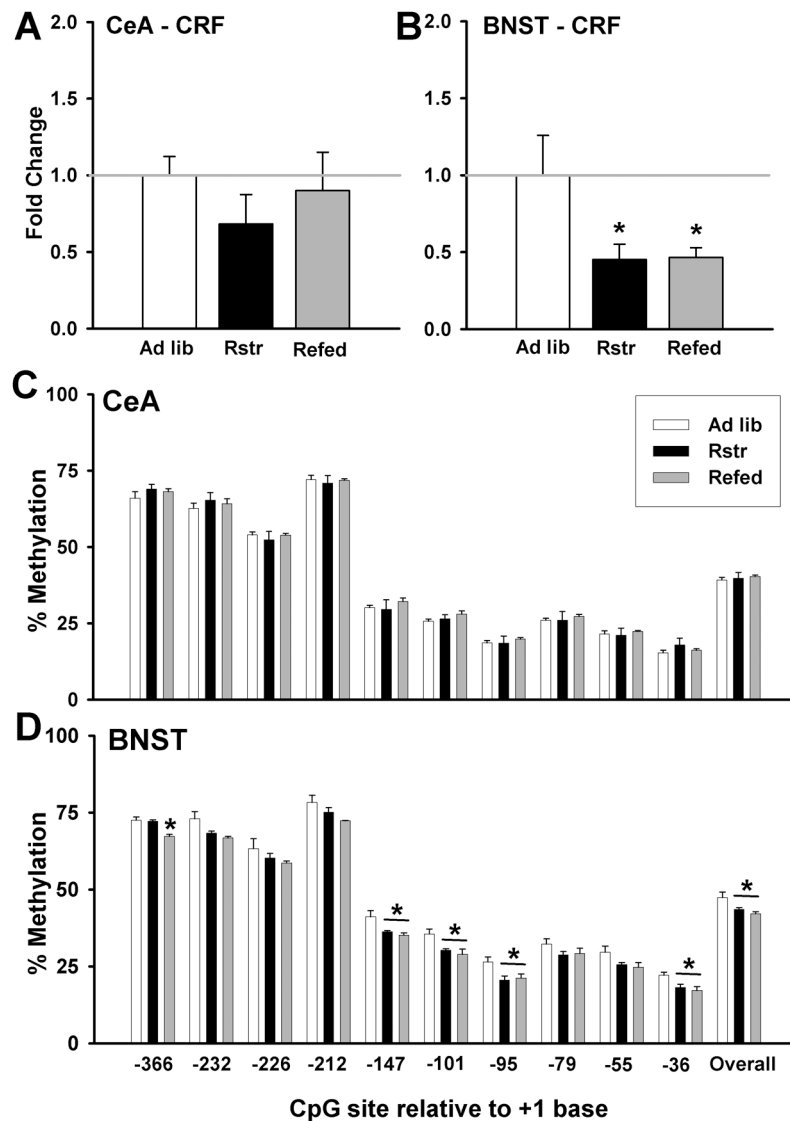 A CeA - CRF
B BNST - CRF
2.0
1.5
1.0
0.5
0.0
Fold Change
Ad lib Rstr Refed
2.0
1.5
1.0
0.5
0.0
* *
Ad lib Rstr Refed
C CeA
100
75
50
25
0
% Methylation
Ad lib
Rstr
Refed
D BNST
100
75
50
25
0
% Methylation
* * * * * *
-366 -232 -226 -212 -147 -101 -95 -79 -55 -36 Overall
CpG site relative to +1 base